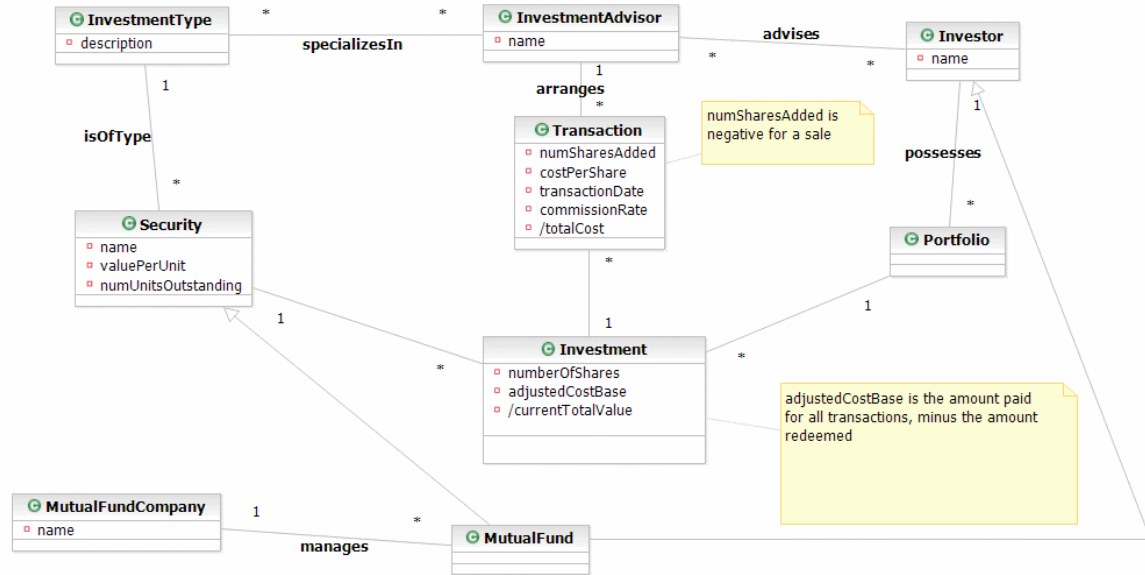 InvestmentType
description
*
*
specializesIn
InvestmentAdvisor
name
advises
*
*
Investor
name
1
isOfType
*
1
arranges
*
Transaction
numSharesAdded
costPerShare
transactionDate
commissionRate
/totalCost
numSharesAdded is
negative for a sale
1
possesses
*
Portfolio
Security
name
valuePerUnit
numUnitsOutstanding
1
*
*
1
1
*
Investment
numberOfShares
adjustedCostBase
/currentTotalValue
adjustedCostBase is the amount paid
for all transactions, minus the amount
redeemed
MutualFundCompany
name
1
*
manages
MutualFund